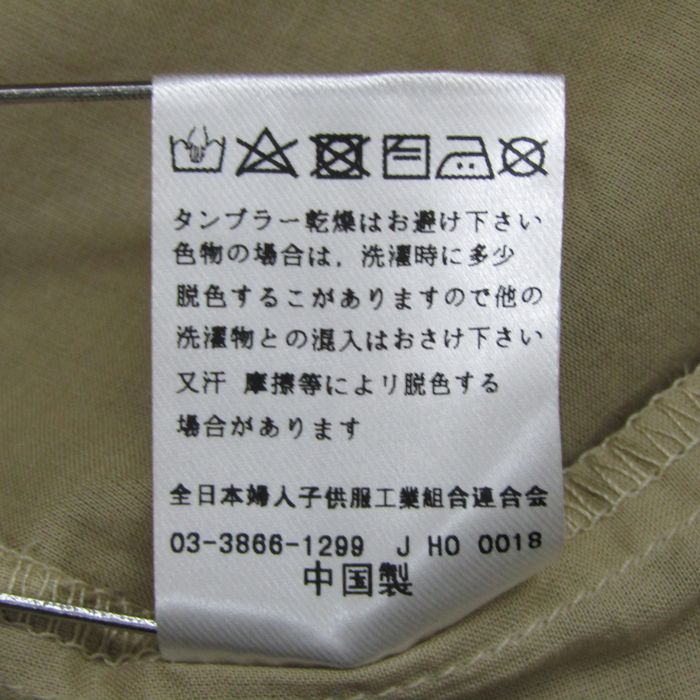 タンブラー乾燥はお避け下さい
色物の場合は、洗濯時に多少
脱色するこがありますので他の
洗濯物との混入はおさけ下さい
又汗 摩擦等によリ脱色する
場合があります
全日本婦人子供服工業組合連合会
03-3866-1299 J HO 0018
中国製